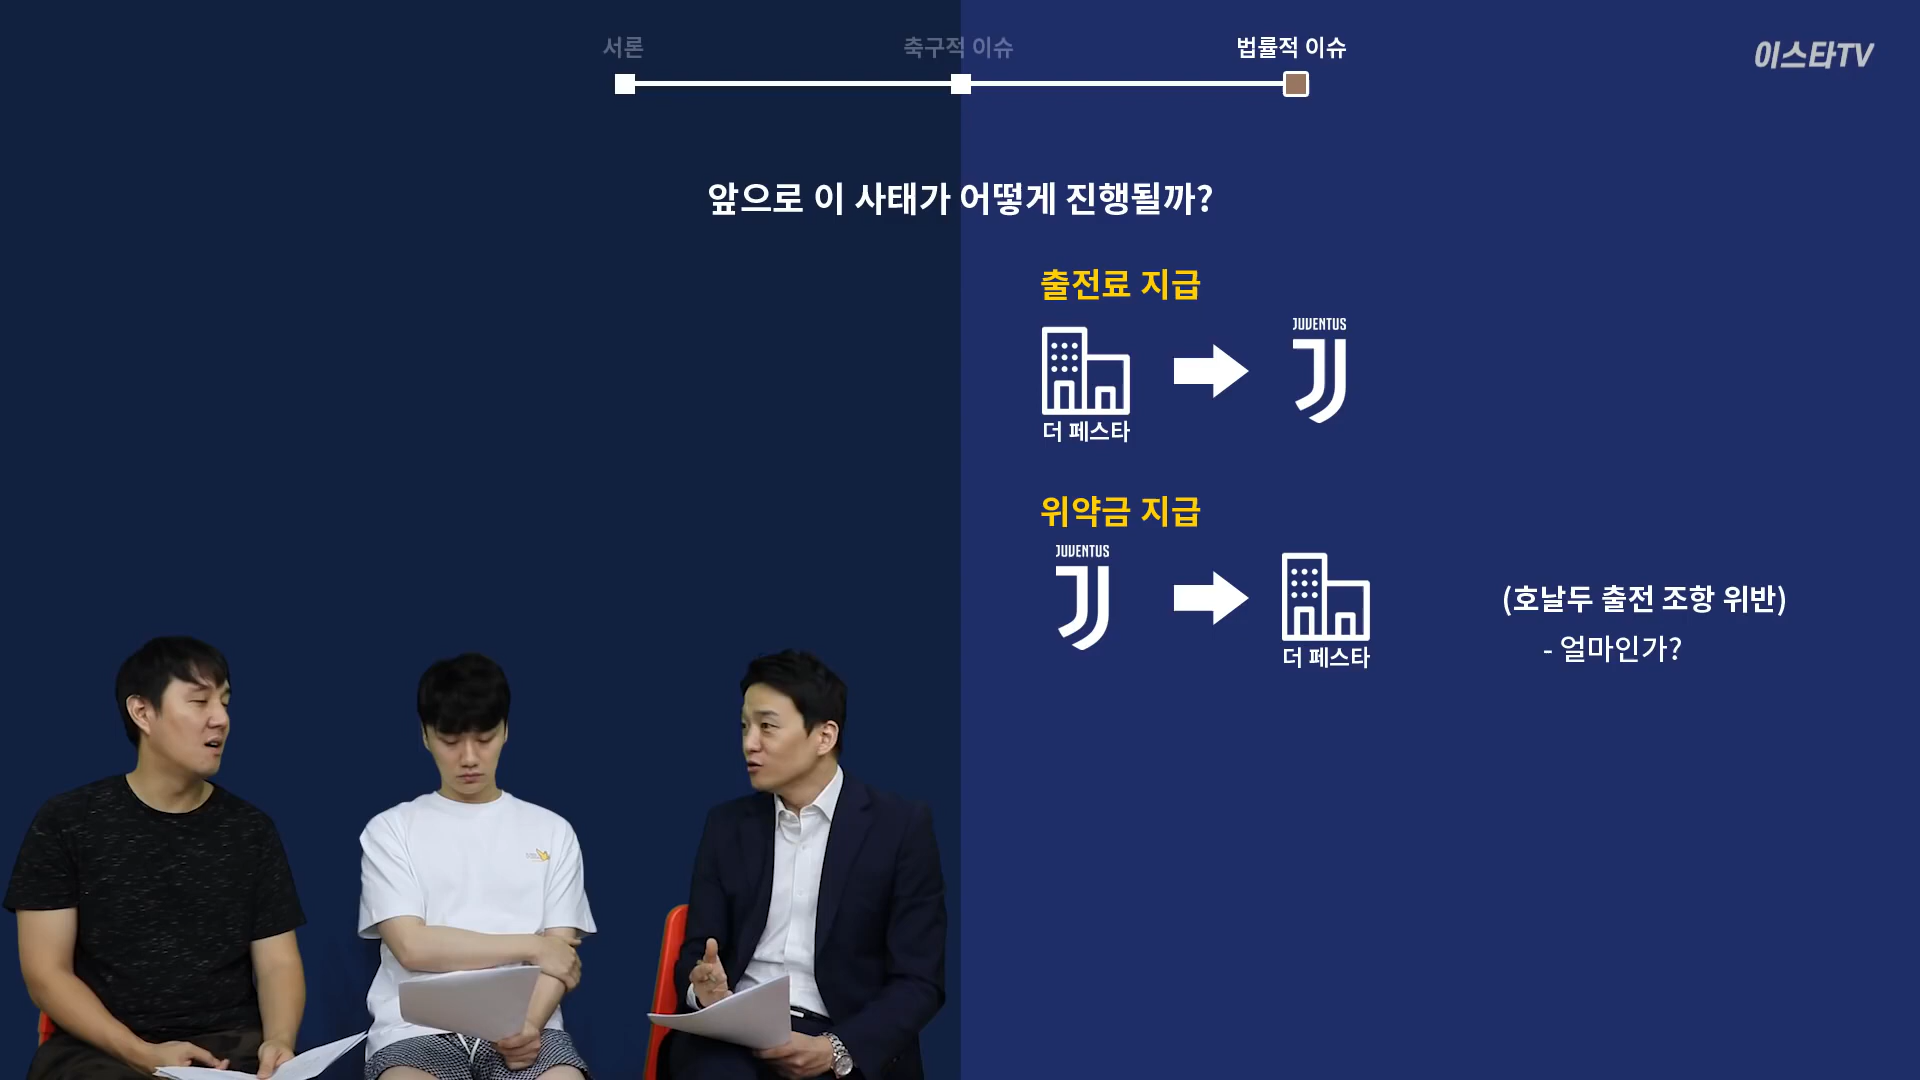 서론
축구적 이슈
법률적 이슈
이스타TV
앞으로 이 사태가 어떻게 진행될까?
출전료 지급
JUVENTUS
더 페스타
위약금 지급
JUVENTUS
더 페스타
(호날두 출전 조항 위반)
- 얼마인가?